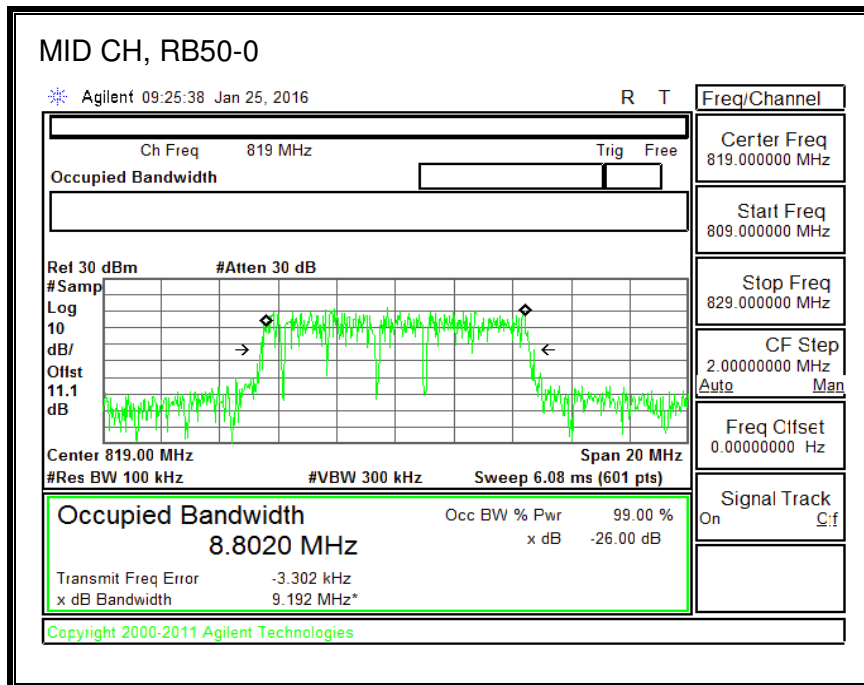 MID CH, RB50-0
Agilent 09:25:38 Jan 25, 2016 R T
Ch Freq 819 MHz Trig Free
Occupied Bandwidth
Ref 30 dBm #Atten 30 dB
#Samp
Log
10
dB/
Offst
11.1
dB
Center 819.00 MHz Span 20 MHz
#Res BW 100 kHz #VBW 300 kHz Sweep 6.08 ms (601 pts)
Occupied Bandwidth Occ BW % Pwr 99.00 %
8.8020 MHz x dB -26.00 dB
Transmit Freq Error -3.302 kHz
x dB Bandwidth 9.192 MHz*
Copyright 2000-2011 Agilent Technologies
Freq/Channel
Center Freq
819.000000 MHz
Start Freq
809.000000 MHz
Stop Freq
829.000000 MHz
CF Step
2.00000000 MHz
Auto Man
Freq Offset
0.00000000 Hz
Signal Track
On Off